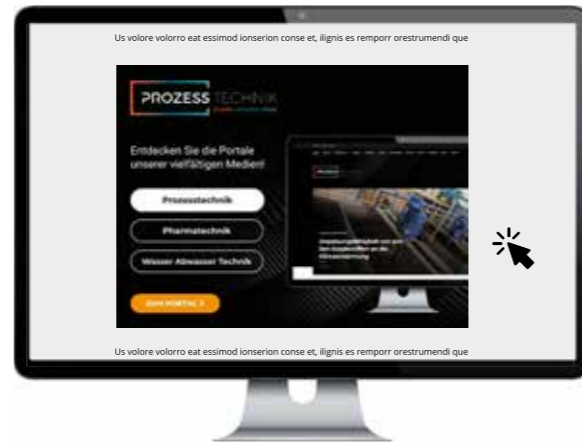 Us volore volorro eat essimod ionserion conse et, ilignis es remporr orestrumendi que
PROZESS TECHNIK
Entdecken Sie die Portale
unserer vielfältigen Medien!
Prozesstechnik
Pharmatechnik
Wasser Abwasser Technik
ZUM PORTAL >
Us volore volorro eat essimod ionserion conse et, ilignis es remporr orestrumendi que